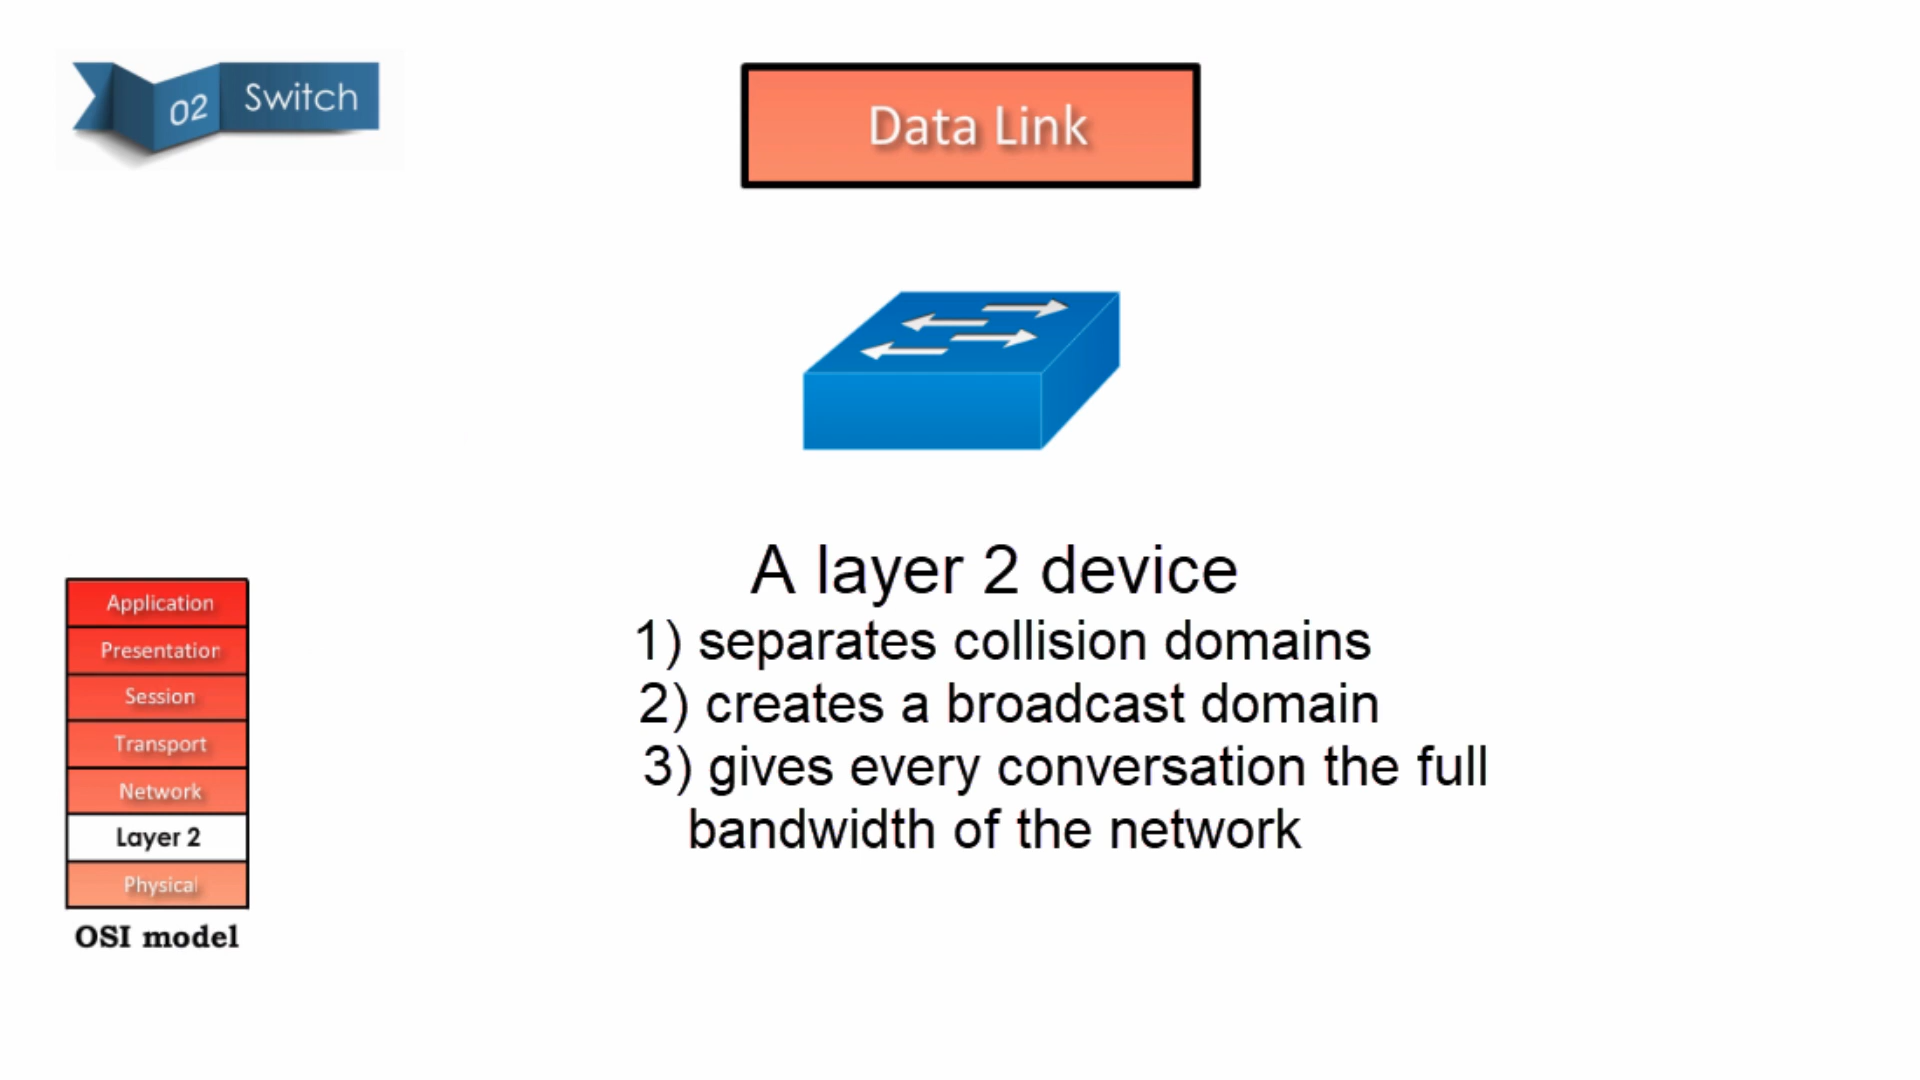 02 Switch
Data Link
A layer 2 device
1) separates collision domains
2) creates a broadcast domain
3) gives every conversation the full
bandwidth of the network
Application
Presentation
Session
Transport
Network
Layer 2
Physical
OSI model